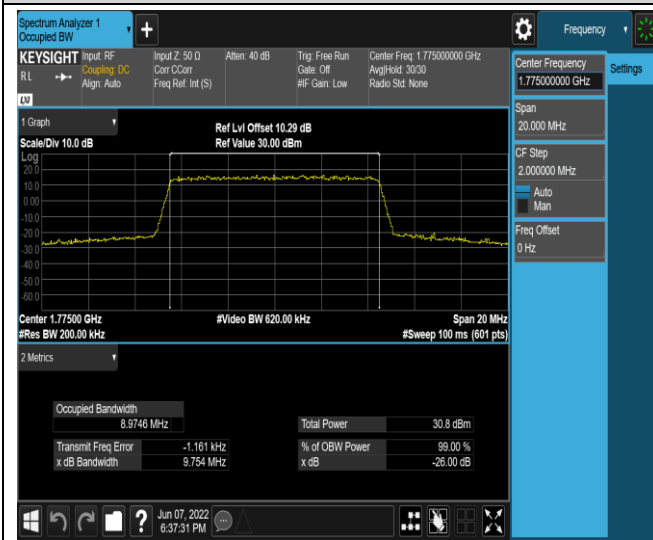 Spectrum Analyzer 1
Occupied BW
Frequency
KEYSIGHT
RL
LXI
Input: RF
Coupling: DC
Align: Auto
Input Z: 50 Ω
Corr CCorr
Freq Ref: Int (S)
Atten: 40 dB
Trig: Free Run
Gate: Off
#IF Gain: Low
Center Freq: 1.775000000 GHz
Avg|Hold: 30/30
Radio Std: None
Center Frequency
1.775000000 GHz
Settings
Span
20.000 MHz
CF Step
2.000000 MHz
Auto
Man
Freq Offset
0 Hz
1 Graph
Scale/Div 10.0 dB
Ref Lvl Offset 10.29 dB
Ref Value 30.00 dBm
Log
20.0
10.0
0.00
-10.0
-20.0
-30.0
-40.0
-50.0
-60.0
Center 1.77500 GHz
#Res BW 200.00 kHz
#Video BW 620.00 kHz
Span 20 MHz
#Sweep 100 ms (601 pts)
2 Metrics
Occupied Bandwidth
8.9746 MHz
Total Power 30.8 dBm
Transmit Freq Error -1.161 kHz
% of OBW Power 99.00 %
x dB Bandwidth 9.754 MHz
x dB -26.00 dB
Jun 07, 2022
6:37:31 PM